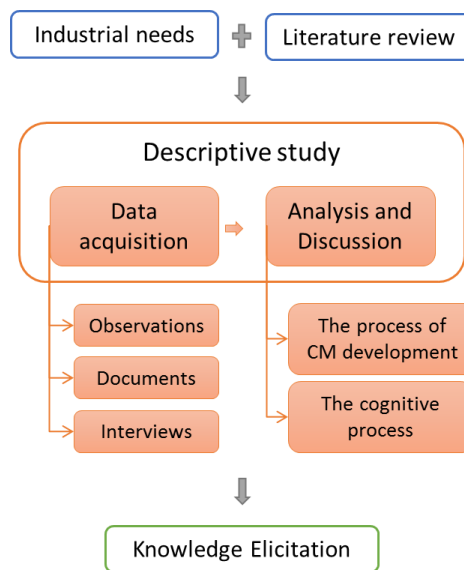 Industrial needs
Literature review
Descriptive study
Data
acquisition
Analysis and
Discussion
Observations
Documents
Interviews
The process of
CM development
The cognitive
process
Knowledge Elicitation